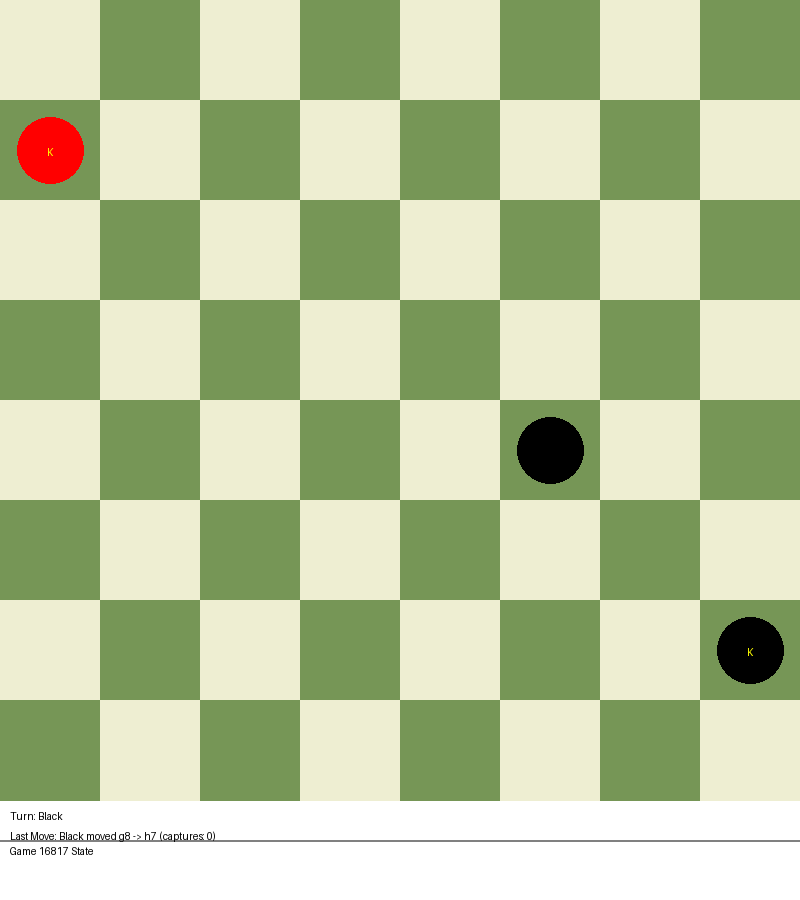 K
K
Turn: Black
Last Move: Black moved g8 -> h7 (captures: 0)
Game 16817 State